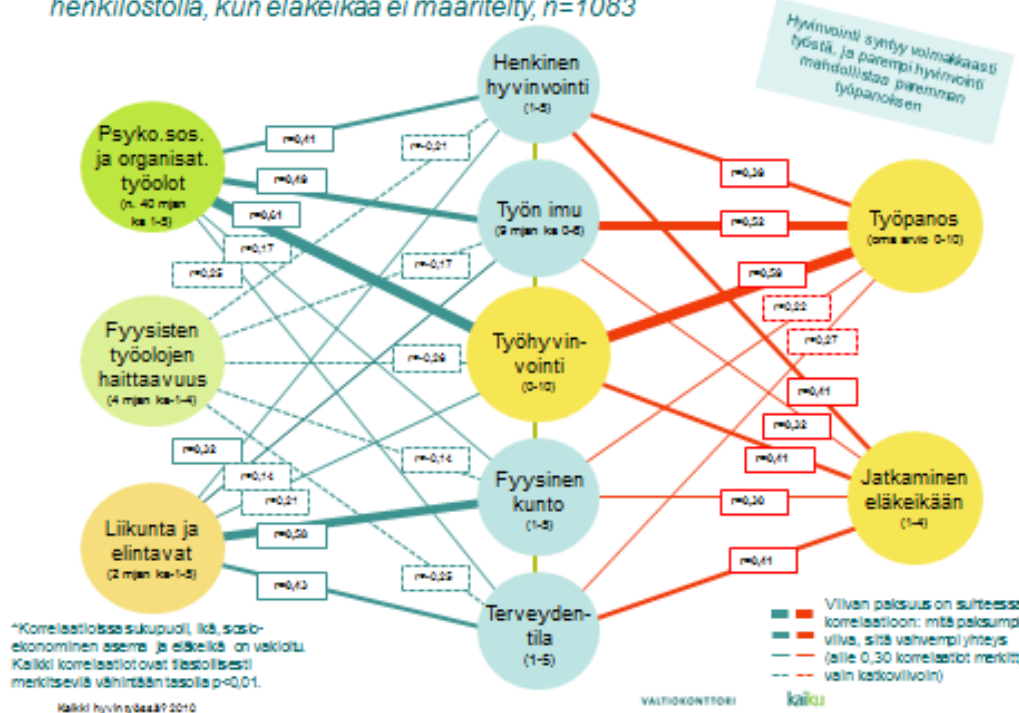 henkilöstöllä, kun eläkeikää ei määritelty, n=1083
Hyvinvointi syntyy voimakkaasti
työstä, ja parempi hyvinvointi
mahdollistaa paremman
työpanoksen
Henkinen
hyvinvointi
(1-5)
Psyko.sos.
ja organisat.
työolot
(n. 40 mjan
ka 1-5)
r=0,41
r=-0,21
r=0,49
r=0,61
r=0,17
r=0,25
Työn imu
(9 mjan ka 0-6)
r=-0,17
r=0,39
r=0,52
r=0,59
r=0,22
r=0,27
Työpanos
(oma arvio 0-10)
Fyysisten
työolojen
haittaavuus
(4 mjan ka-1-4)
r=-0,26
Työhyvin-
vointi
(0-10)
r=0,41
r=0,32
r=0,41
r=0,32
r=0,14
r=0,21
r=-0,14
Fyysinen
kunto
(1-5)
r=0,30
Jatkaminen
eläkeikään
(1-4)
Liikunta ja
elintavat
(2 mjan ka-1-5)
r=0,50
r=0,43
r=-0,25
r=0,41
Terveyden-
tila
(1-5)
*Korrelaatioissa sukupuoli, ikä, sosio-
ekonominen asema ja eläkeikä on vakioitu.
Kaikki korrelaatiot ovat tilastollisesti
merkitseviä vähintään tasolla p<0,01.
Kaikki hyvin työssä? 2010
Viivan paksuus on suhteessa
korrelaatioon: mitä paksumpi
viiva, sitä vahvempi yhteys
(alle 0,30 korrelaatiot merkitt
vain katkoviivoin)
VALTIOKONTTORI
kaiku